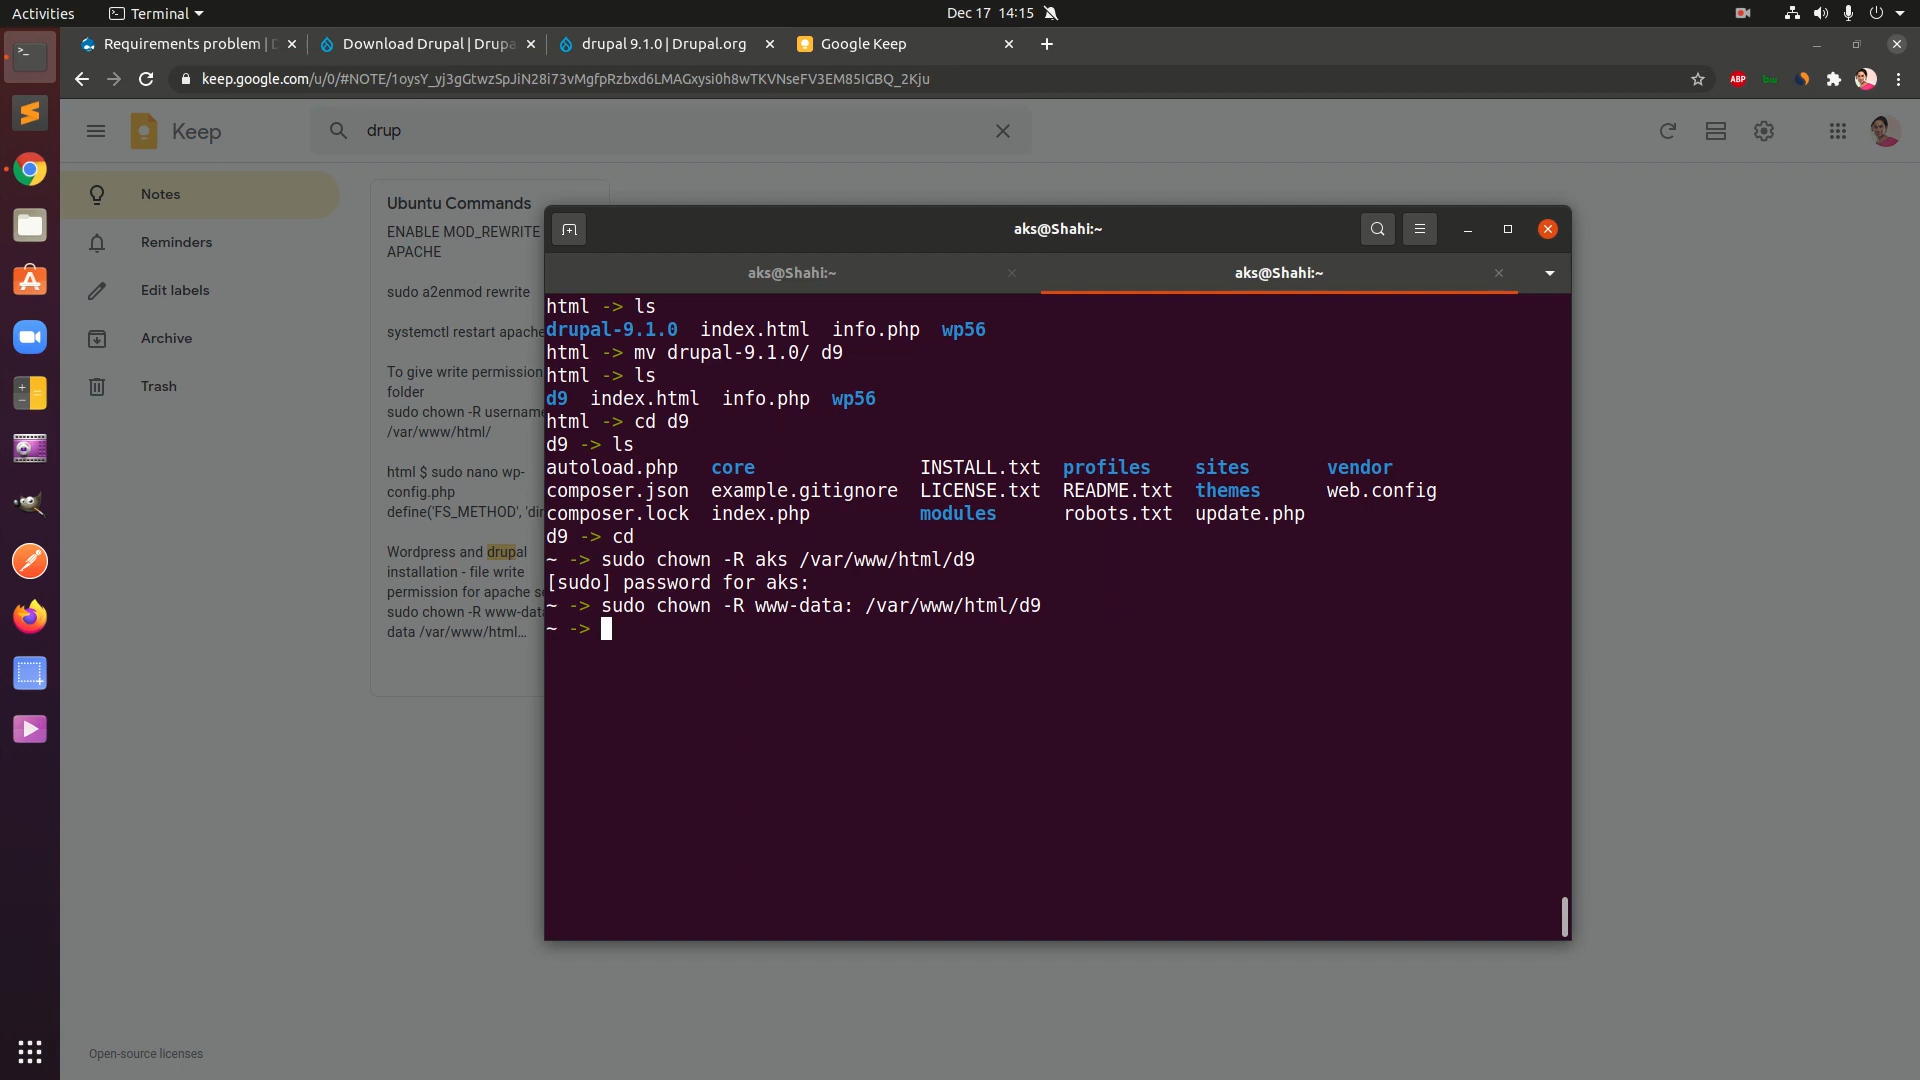 Activities
Terminal
Dec 17 14:15
Requirements problem | D
Download Drupal | Drupa
drupal 9.1.0 | Drupal.org
Google Keep
keep.google.com/u/0/#NOTE/1oysY_yj3gGtwzSpJiN28i73vMgfpRzbxd6LMAGxysi0h8wTKVNseFV3EM85IGBQ_2Kju
ABP
Keep
drup
Notes
Reminders
Edit labels
Archive
Trash
Ubuntu Commands
ENABLE MOD_REWRITE
APACHE
sudo a2enmod rewrite
systemctl restart apache
To give write permission
folder
sudo chown -R username
/var/www/html/
html $ sudo nano wp-
config.php
define('FS_METHOD', 'dir
Wordpress and drupal
installation - file write
permission for apache se
sudo chown -R www-data
data /var/www/html...
aks@Shahi:~
aks@Shahi:~
aks@Shahi:~
html -> ls
drupal-9.1.0 index.html info.php wp56
html -> mv drupal-9.1.0/ d9
html -> ls
d9 index.html info.php wp56
html -> cd d9
d9 -> ls
autoload.php core INSTALL.txt profiles sites vendor
composer.json example.gitignore LICENSE.txt README.txt themes web.config
composer.lock index.php modules robots.txt update.php
d9 -> cd
~ -> sudo chown -R aks /var/www/html/d9
[sudo] password for aks:
~ -> sudo chown -R www-data: /var/www/html/d9
~ ->
Open-source licenses